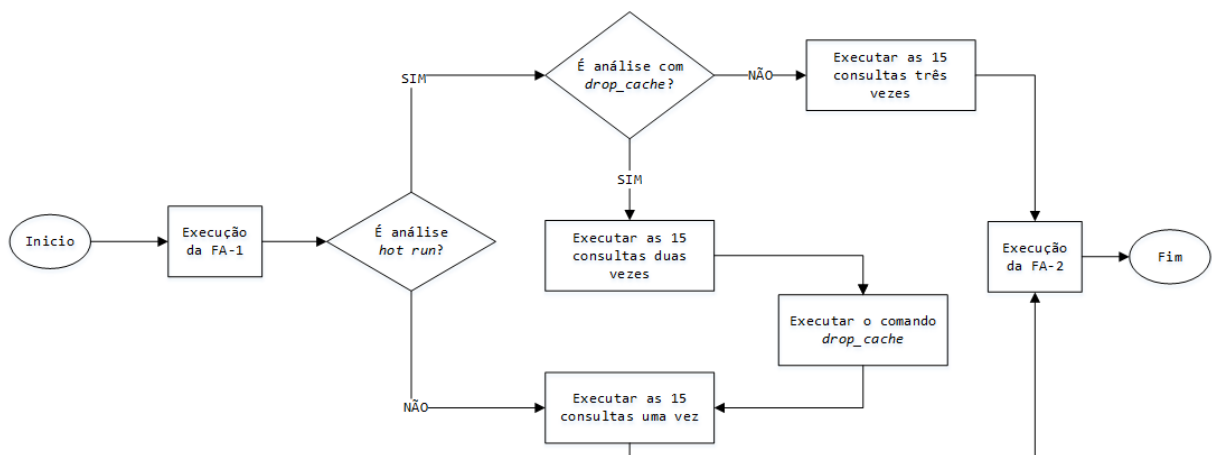 Inicio
Execução
da FA-1
É análise
hot run?
SIM
É análise com
drop_cache?
NÃO
Executar as 15
consultas três
vezes
SIM
Executar as 15
consultas duas
vezes
Executar o comando
drop_cache
NÃO
Executar as 15
consultas uma vez
Execução
da FA-2
Fim